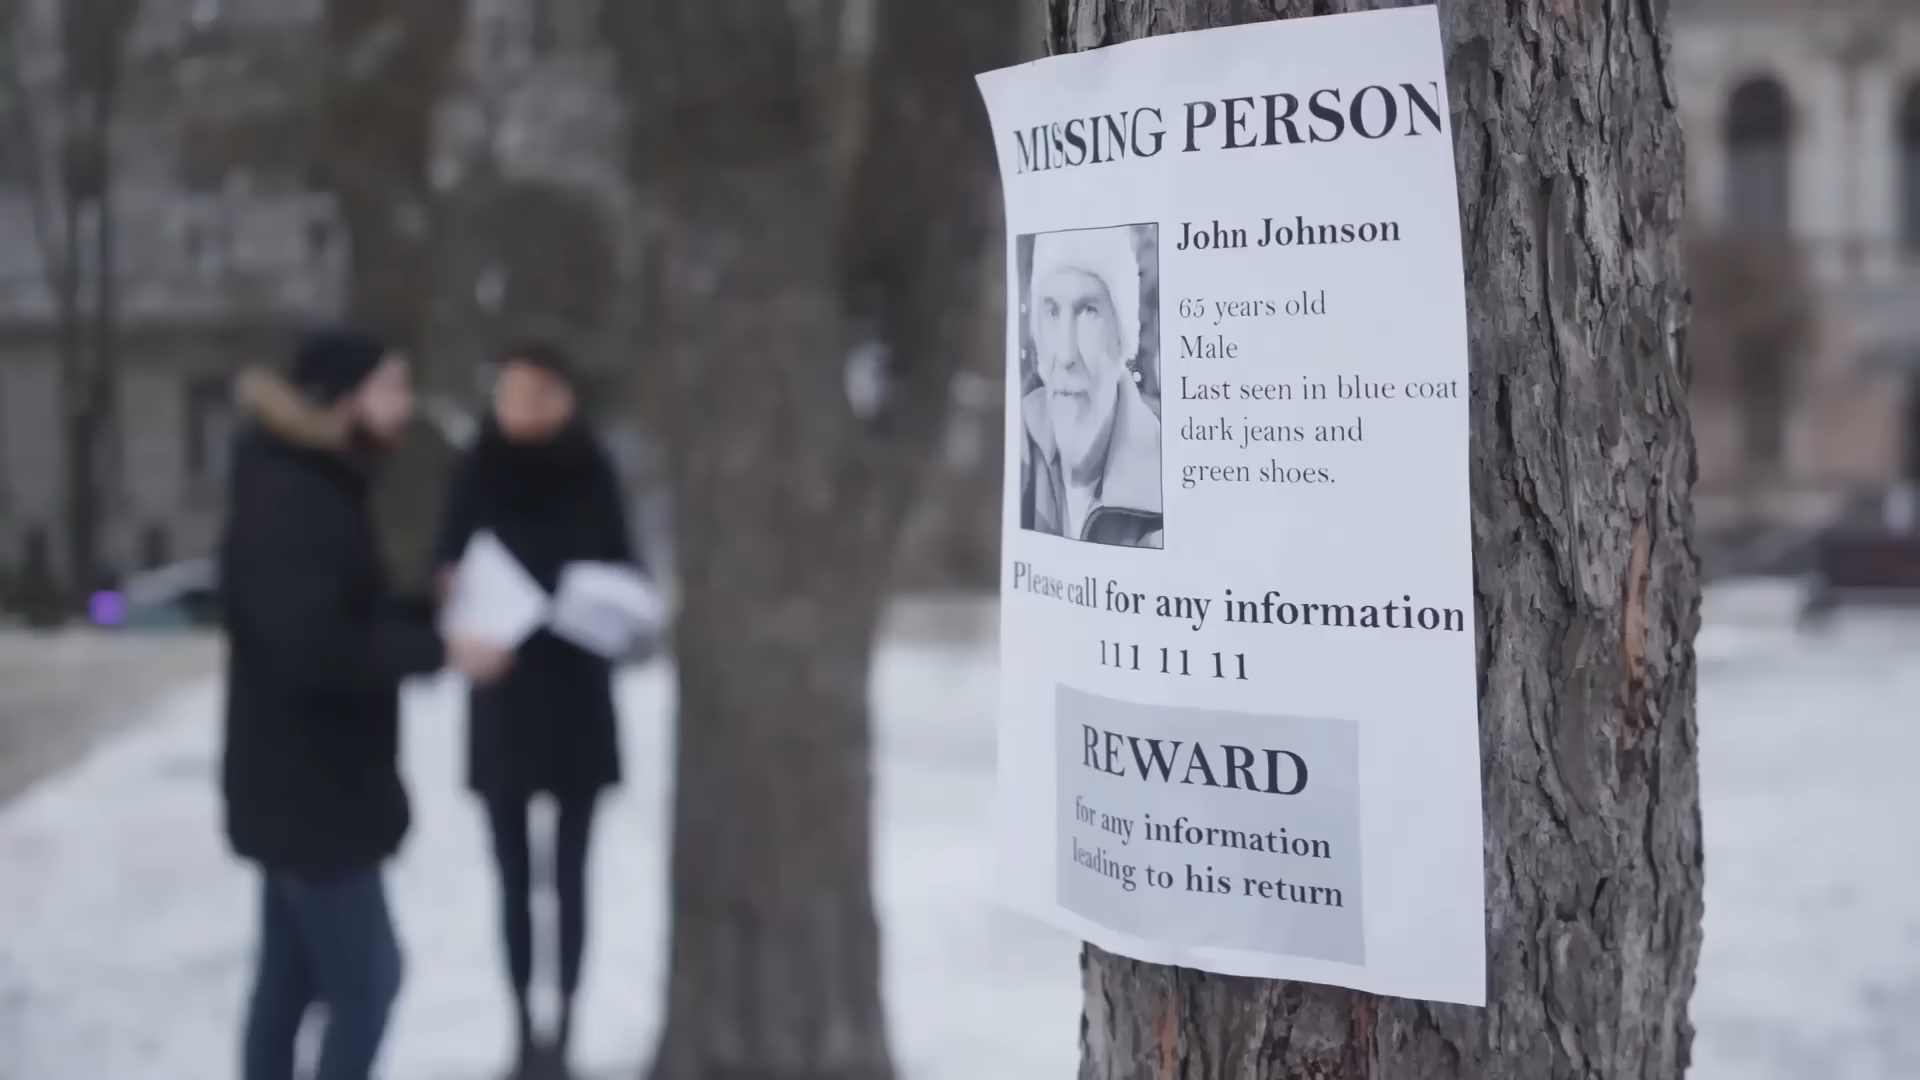 MISSING PERSON
John Johnson
65 years old
Male
Last seen in blue coat
dark jeans and
green shoes.
Please call for any information
111 11 11
REWARD
for any information
leading to his return